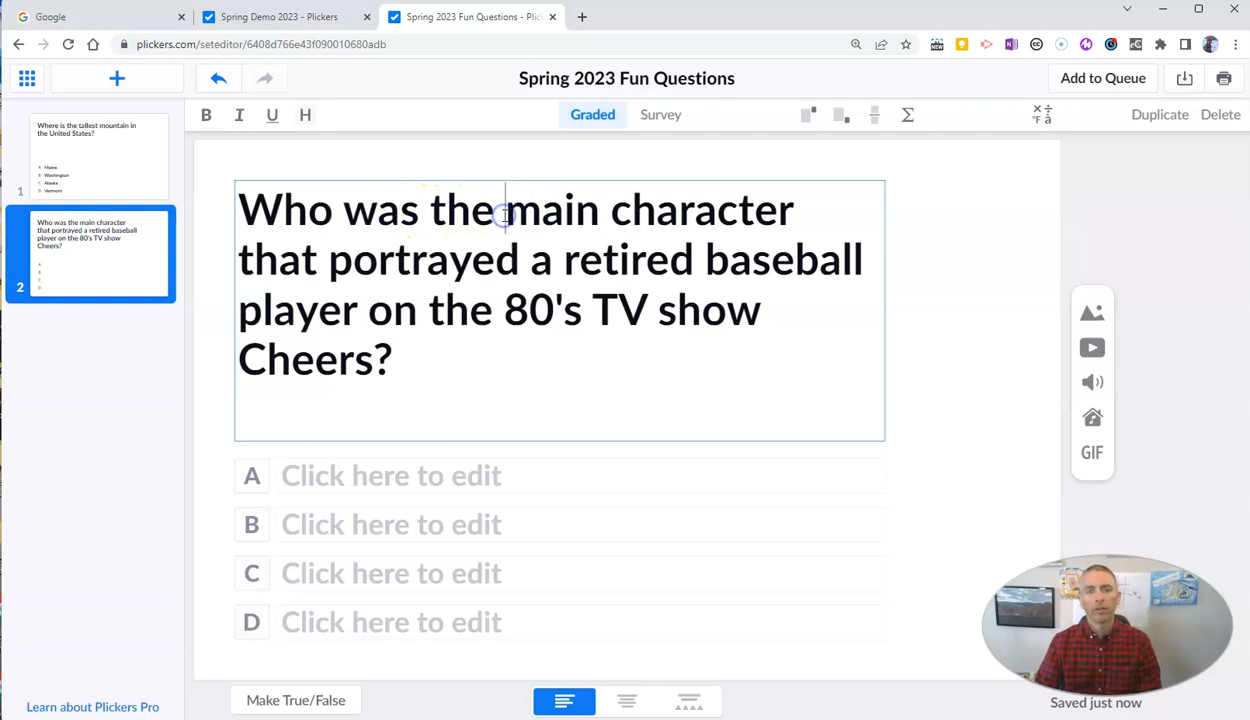 Google
Spring Demo 2023 - Plickers
Spring 2023 Fun Questions - Plic
plickers.com/seteditor/6408d766e43f090010680adb
Spring 2023 Fun Questions
Add to Queue
B I U H
Graded
Survey
Duplicate
Delete
Where is the tallest mountain in
the United States?
A Maine
B Washington
C Alaska
D Vermont
1
Who was the main character
that portrayed a retired baseball
player on the 80's TV show
Cheers?
A
B
C
D
2
Who was the main character
that portrayed a retired baseball
player on the 80's TV show
Cheers?
A Click here to edit
B Click here to edit
C Click here to edit
D Click here to edit
GIF
Learn about Plickers Pro
Make True/False
Saved just now